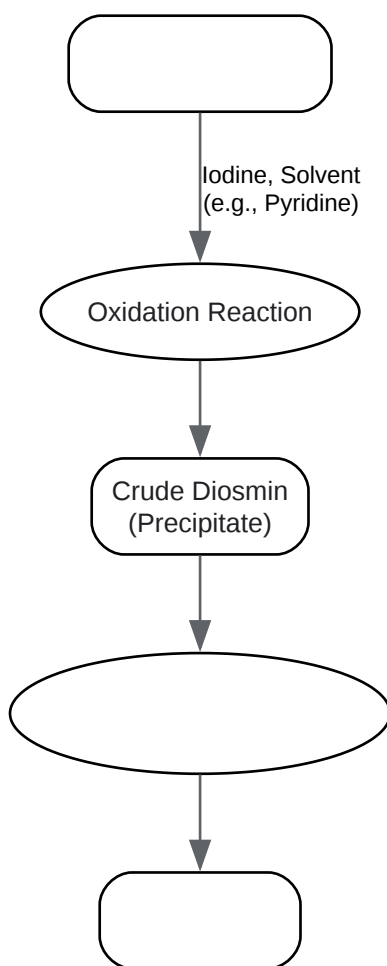 Iodine, Solvent
(e.g., Pyridine)
Oxidation Reaction
Crude Diosmin
(Precipitate)